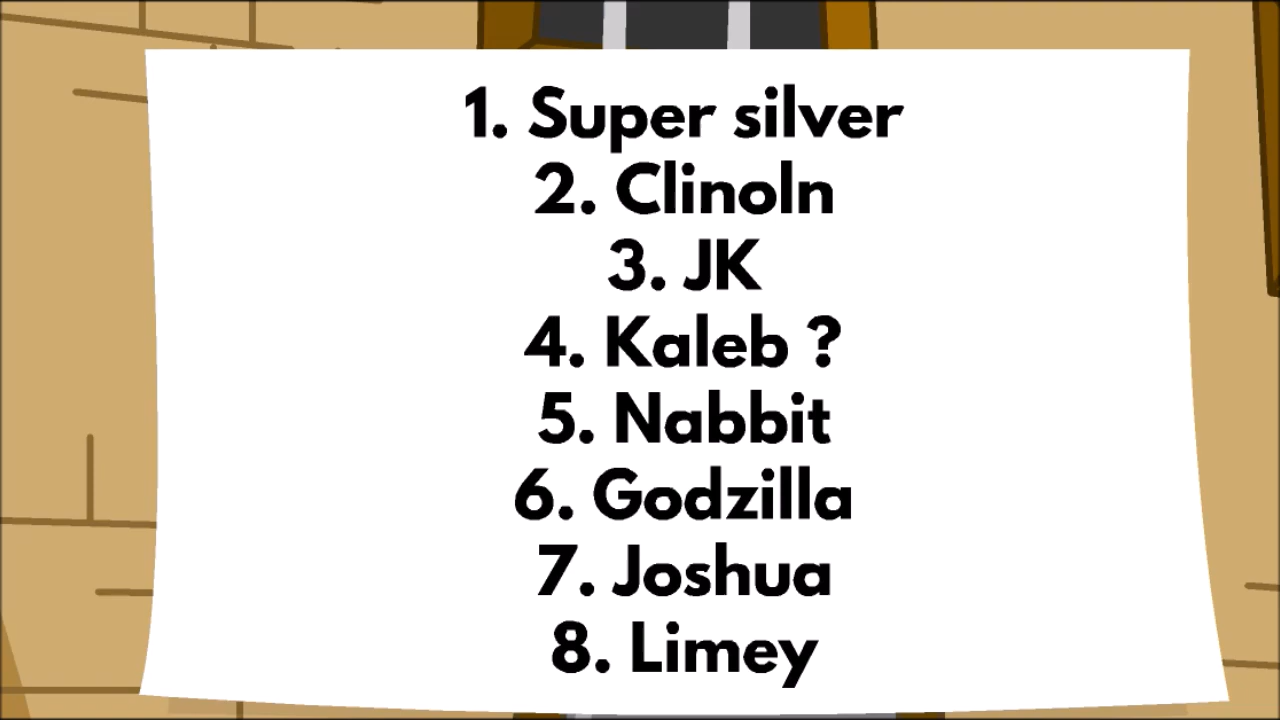 1. Super silver
2. Clinoln
3. JK
4. Kaleb ?
5. Nabbit
6. Godzilla
7. Joshua
8. Limey